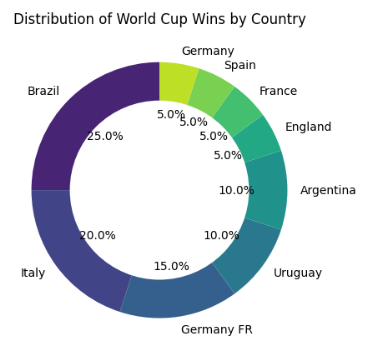 Distribution of World Cup Wins by Country
Germany
Spain
France
England
Argentina
Uruguay
Germany FR
Italy
Brazil
5.0%
5.0%
5.0%
5.0%
10.0%
10.0%
15.0%
20.0%
25.0%